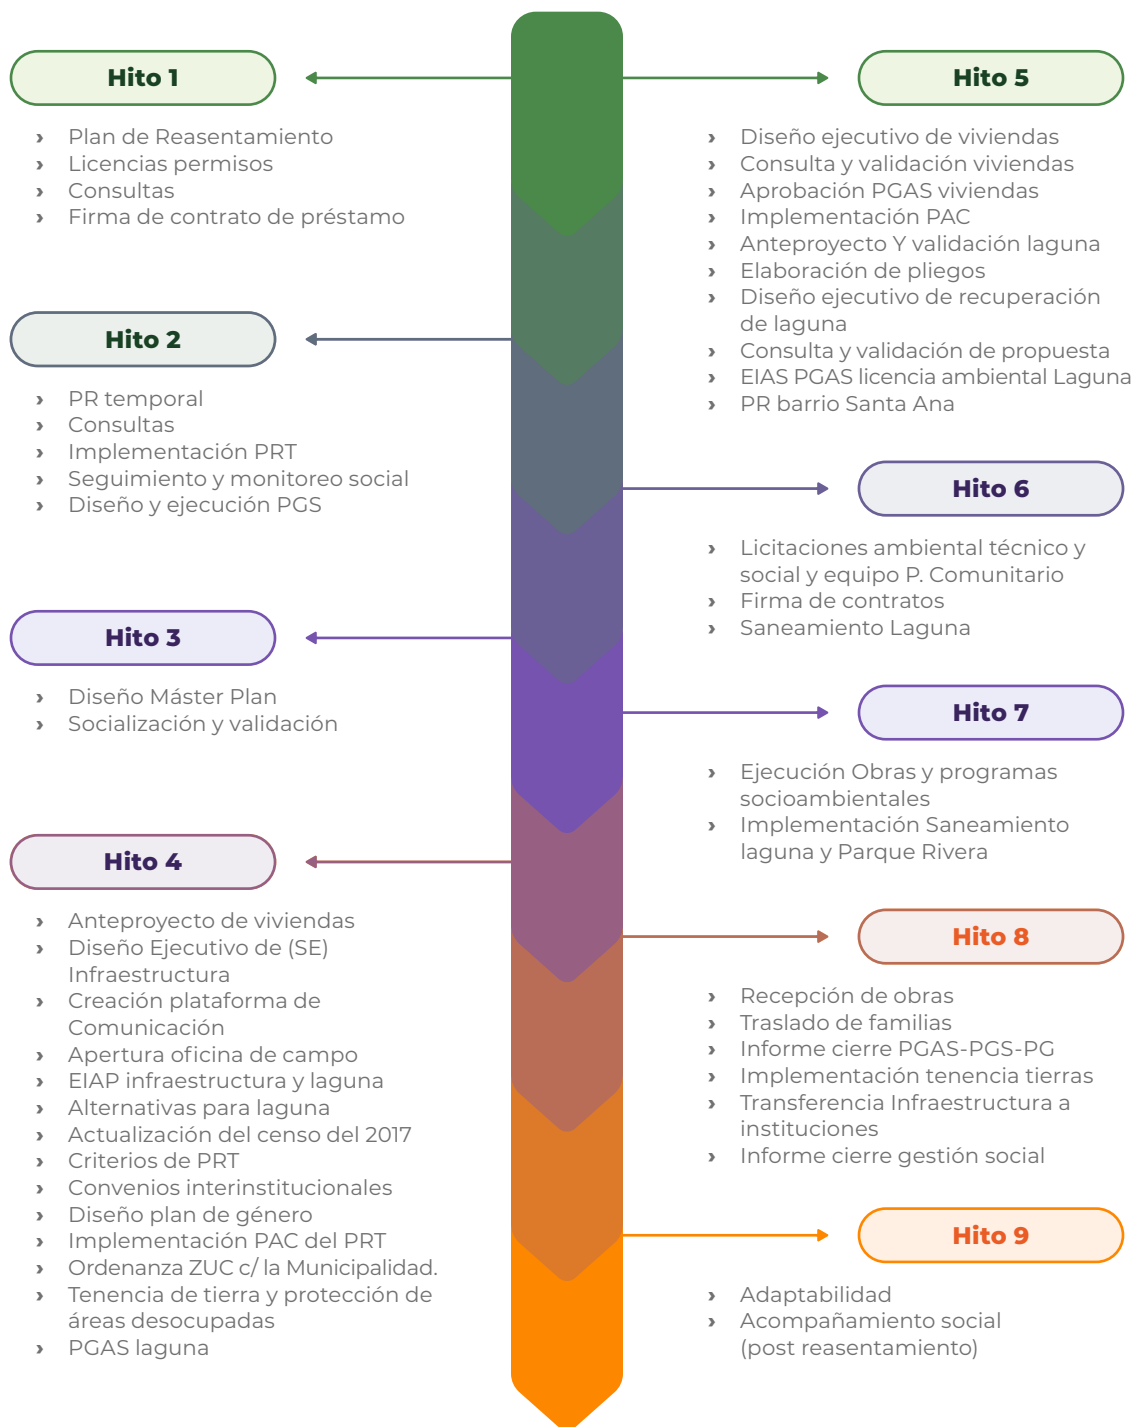 Hito 1
› Plan de Reasentamiento
› Licencias permisos
› Consultas
› Firma de contrato de préstamo
Hito 2
› PR temporal
› Consultas
› Implementación PRT
› Seguimiento y monitoreo social
› Diseño y ejecución PGS
Hito 3
› Diseño Máster Plan
› Socialización y validación
Hito 4
› Anteproyecto de viviendas
› Diseño Ejecutivo de (SE)
Infraestructura
› Creación plataforma de
Comunicación
› Apertura oficina de campo
› EIAP infraestructura y laguna
› Alternativas para laguna
› Actualización del censo del 2017
› Criterios de PRT
› Convenios interinstitucionales
› Diseño plan de género
› Implementación PAC del PRT
› Ordenanza ZUC c/ la Municipalidad.
› Tenencia de tierra y protección de
áreas desocupadas
› PGAS laguna
Hito 5
› Diseño ejecutivo de viviendas
› Consulta y validación viviendas
› Aprobación PGAS viviendas
› Implementación PAC
› Anteproyecto Y validación laguna
› Elaboración de pliegos
› Diseño ejecutivo de recuperación
de laguna
› Consulta y validación de propuesta
› EIAS PGAS licencia ambiental Laguna
› PR barrio Santa Ana
Hito 6
› Licitaciones ambiental técnico y
social y equipo P. Comunitario
› Firma de contratos
› Saneamiento Laguna
Hito 7
› Ejecución Obras y programas
socioambientales
› Implementación Saneamiento
laguna y Parque Rivera
Hito 8
› Recepción de obras
› Traslado de familias
› Informe cierre PGAS-PGS-PG
› Implementación tenencia tierras
› Transferencia Infraestructura a
instituciones
› Informe cierre gestión social
Hito 9
› Adaptabilidad
› Acompañamiento social
(post reasentamiento)